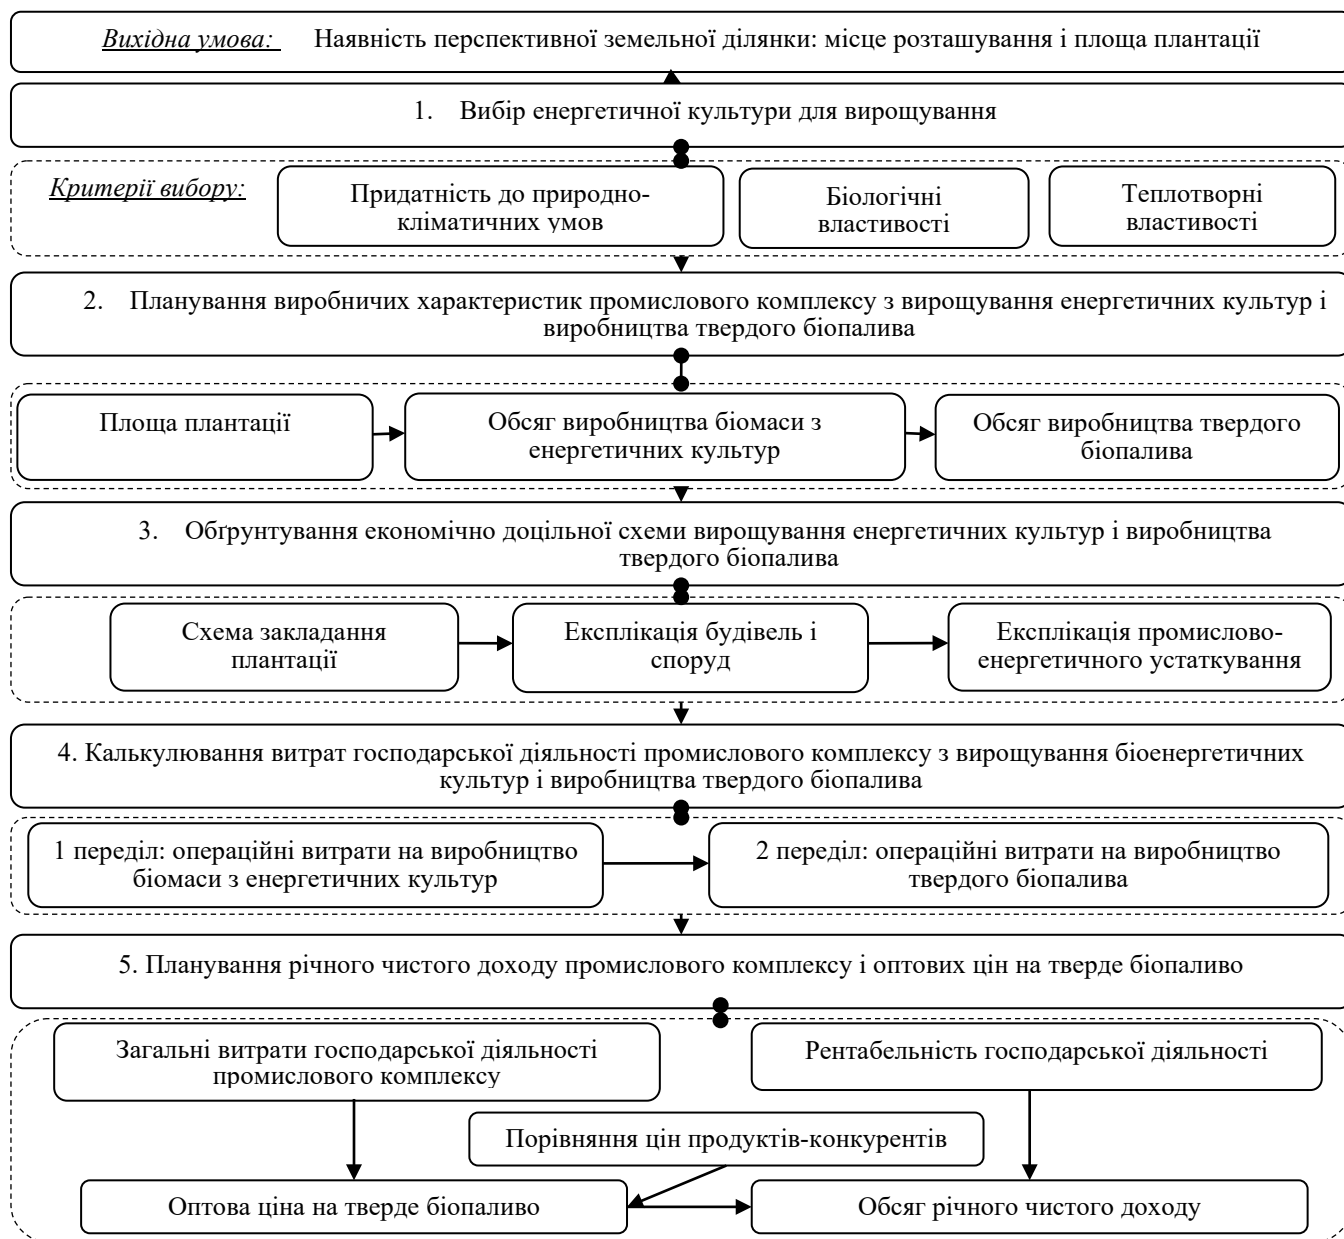 Вихідна умова: Наявність перспективної земельної ділянки: місце розташування і площа плантації
1. Вибір енергетичної культури для вирощування
Критерії вибору:
Придатність до природно-
кліматичних умов
Біологічні
властивості
Теплотворні
властивості
2. Планування виробничих характеристик промислового комплексу з вирощування енергетичних культур і
виробництва твердого біопалива
Площа плантації
Обсяг виробництва біомаси з
енергетичних культур
Обсяг виробництва твердого
біопалива
3. Обґрунтування економічно доцільної схеми вирощування енергетичних культур і виробництва
твердого біопалива
Схема закладання
плантації
Експлікація будівель і
споруд
Експлікація промислово-
енергетичного устаткування
4. Калькулювання витрат господарської діяльності промислового комплексу з вирощування біоенергетичних
культур і виробництва твердого біопалива
1 переділ: операційні витрати на виробництво
біомаси з енергетичних культур
2 переділ: операційні витрати на виробництво
твердого біопалива
5. Планування річного чистого доходу промислового комплексу і оптових цін на тверде біопаливо
Загальні витрати господарської діяльності
промислового комплексу
Рентабельність господарської діяльності
Порівняння цін продуктів-конкурентів
Оптова ціна на тверде біопаливо
Обсяг річного чистого доходу